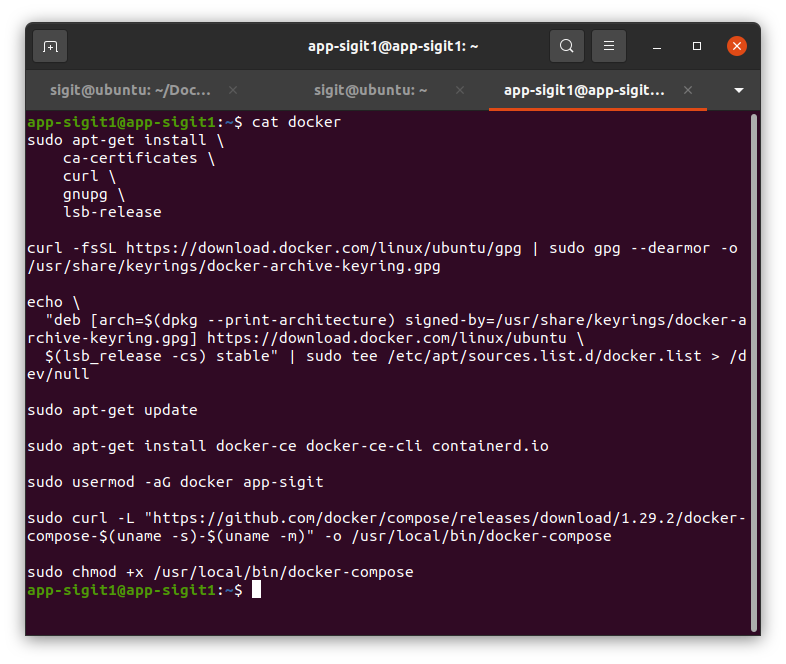 app-sigit1@app-sigit1: ~
sigit@ubuntu: ~/Doc...
sigit@ubuntu: ~
app-sigit1@app-sigit...
app-sigit1@app-sigit1:~$ cat docker
sudo apt-get install \
    ca-certificates \
    curl \
    gnupg \
    lsb-release

curl -fsSL https://download.docker.com/linux/ubuntu/gpg | sudo gpg --dearmor -o
/usr/share/keyrings/docker-archive-keyring.gpg

echo \
  "deb [arch=$(dpkg --print-architecture) signed-by=/usr/share/keyrings/docker-a
rchive-keyring.gpg] https://download.docker.com/linux/ubuntu \
  $(lsb_release -cs) stable" | sudo tee /etc/apt/sources.list.d/docker.list > /d
ev/null

sudo apt-get update

sudo apt-get install docker-ce docker-ce-cli containerd.io

sudo usermod -aG docker app-sigit

sudo curl -L "https://github.com/docker/compose/releases/download/1.29.2/docker-
compose-$(uname -s)-$(uname -m)" -o /usr/local/bin/docker-compose

sudo chmod +x /usr/local/bin/docker-compose
app-sigit1@app-sigit1:~$